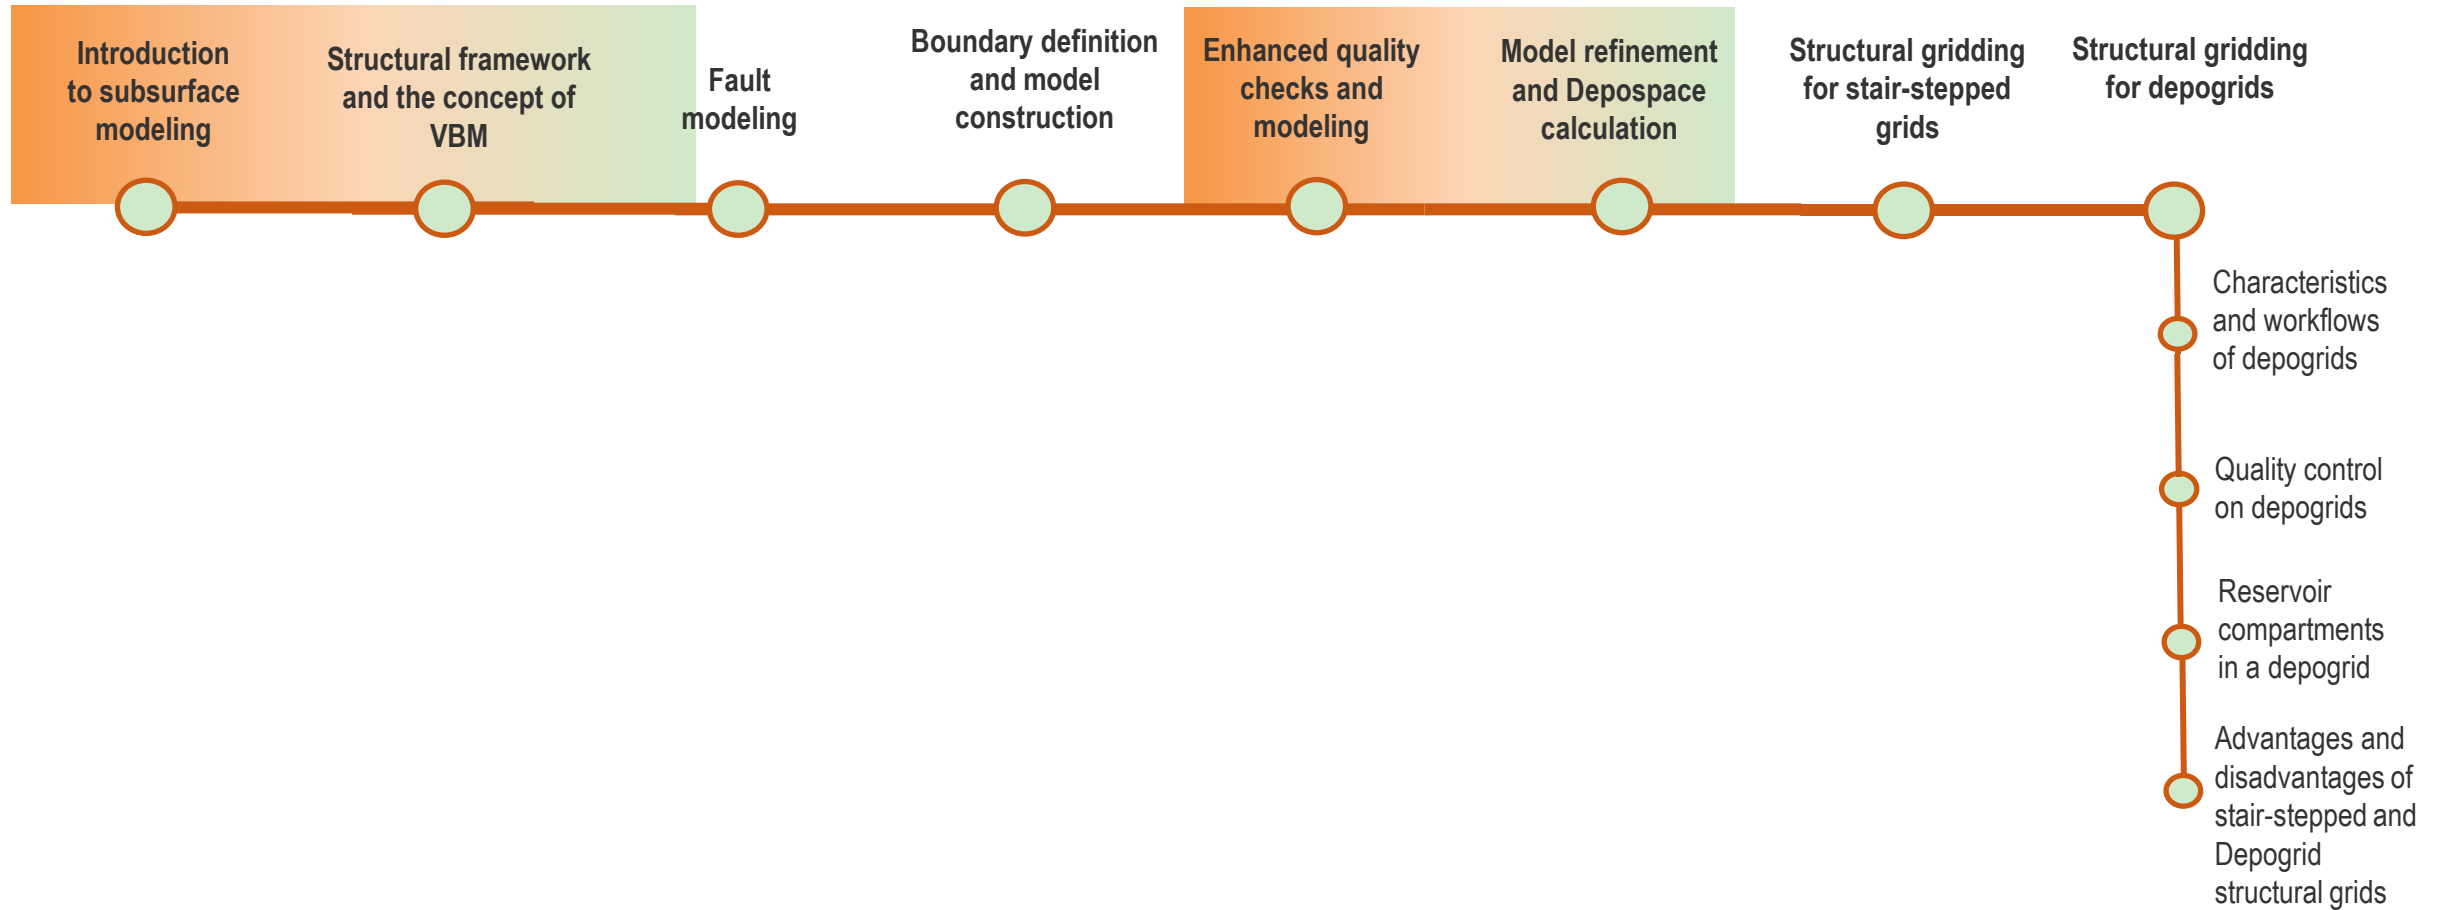 Introduction
to subsurface
modeling
Structural framework
and the concept of
VBM
Fault
modeling
Boundary definition
and model
construction
Enhanced quality
checks and
modeling
Model refinement
and Depospace
calculation
Structural gridding
for stair-stepped
grids
Structural gridding
for depogrids
Characteristics
and workflows
of depogrids
Quality control
on depogrids
Reservoir
compartments
in a depogrid
Advantages and
disadvantages of
stair-stepped and
Depogrid
structural grids